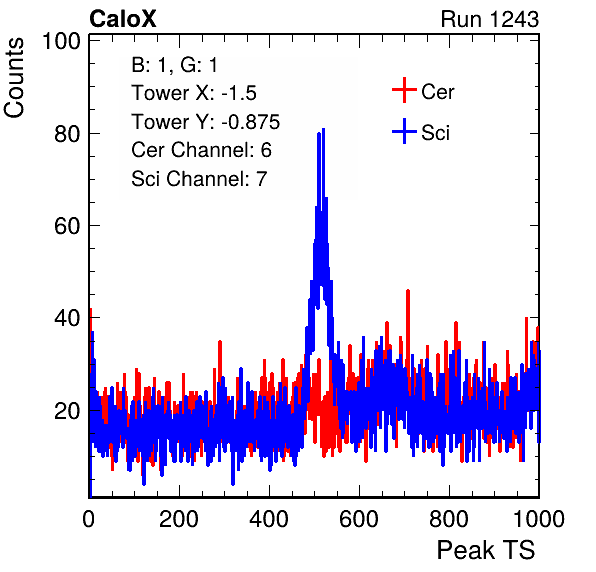 CaloX Run 1243
Counts
100
80
60
40
20
B: 1, G: 1
Tower X: -1.5
Tower Y: -0.875
Cer Channel: 6
Sci Channel: 7
Cer
Sci
0 200 400 600 800 1000
Peak TS